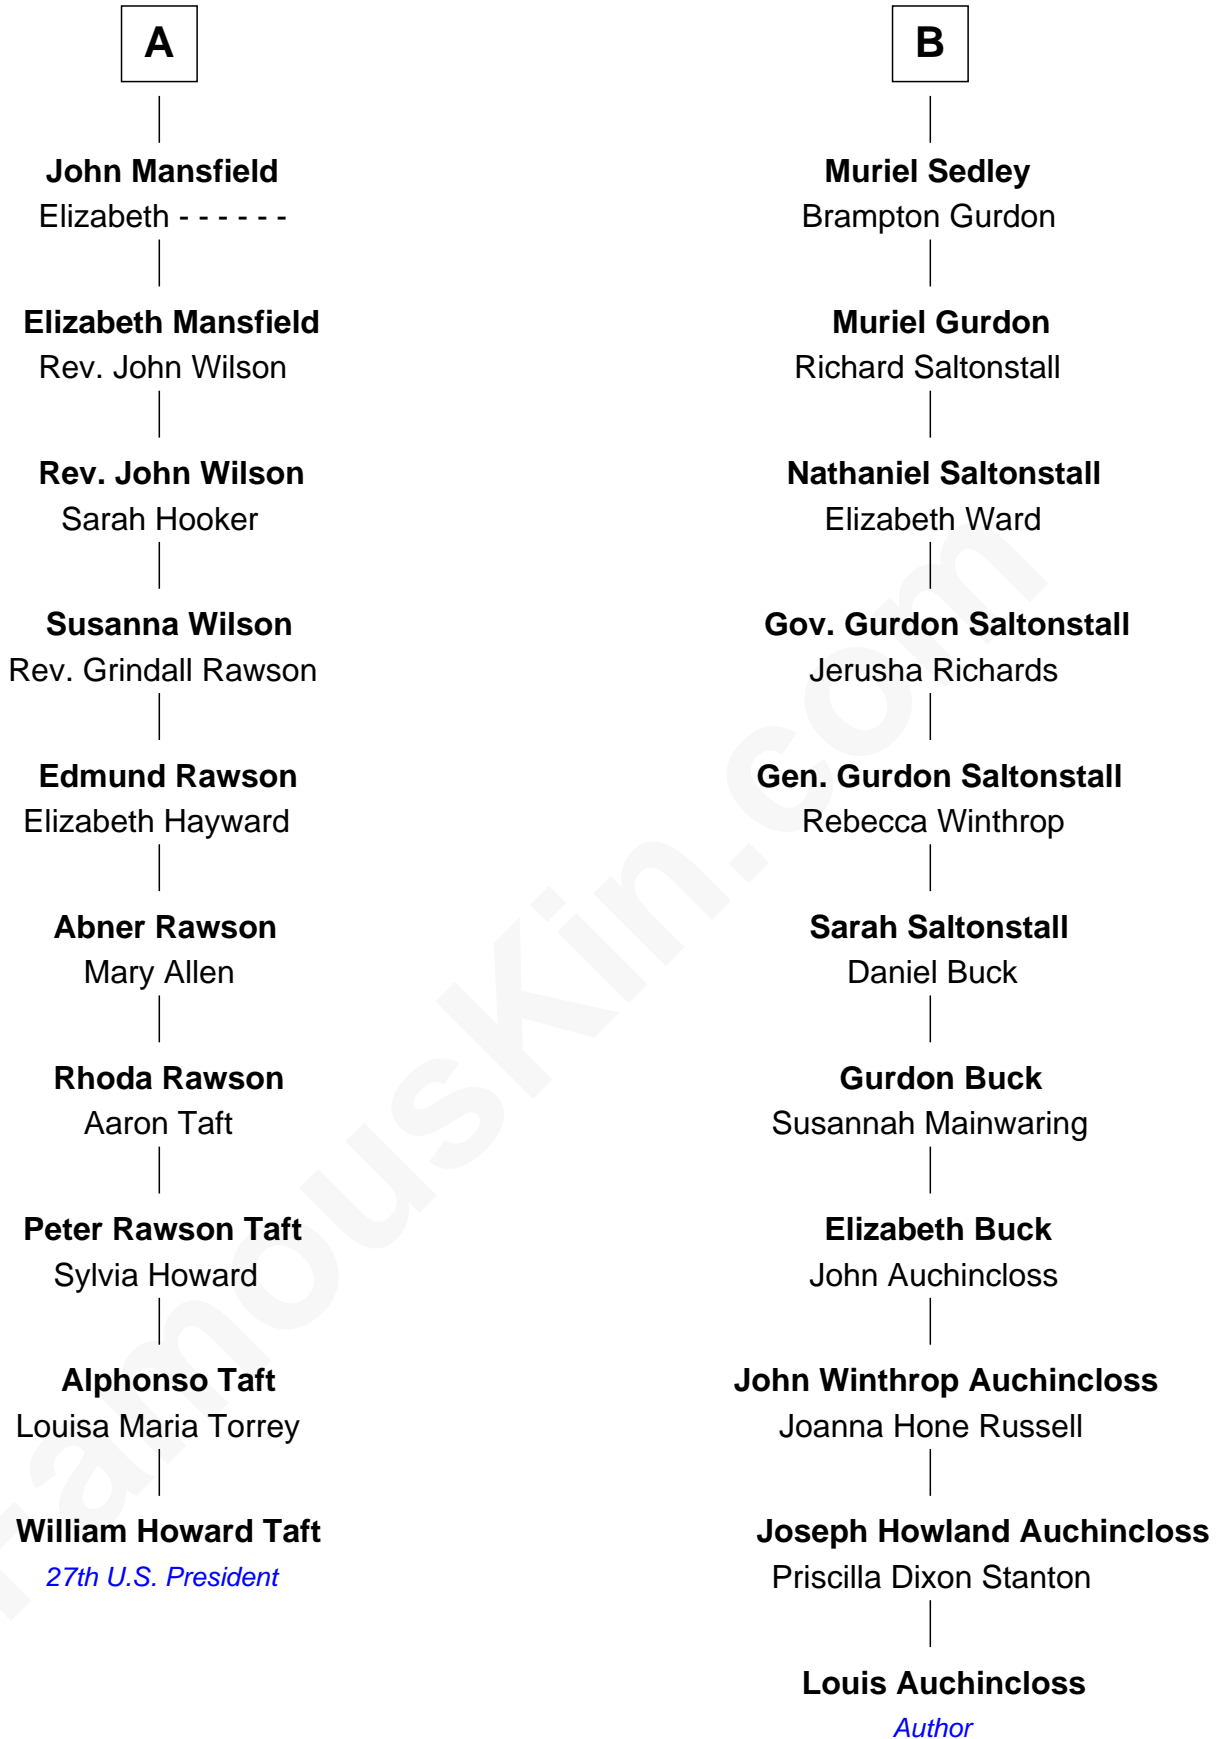 A
John Mansfield
Elizabeth - - - - - -
Elizabeth Mansfield
Rev. John Wilson
Rev. John Wilson
Sarah Hooker
Susanna Wilson
Rev. Grindall Rawson
Edmund Rawson
Elizabeth Hayward
Abner Rawson
Mary Allen
Rhoda Rawson
Aaron Taft
Peter Rawson Taft
Sylvia Howard
Alphonso Taft
Louisa Maria Torrey
William Howard Taft
27th U.S. President
B
Muriel Sedley
Brampton Gurdon
Muriel Gurdon
Richard Saltonstall
Nathaniel Saltonstall
Elizabeth Ward
Gov. Gurdon Saltonstall
Jerusha Richards
Gen. Gurdon Saltonstall
Rebecca Winthrop
Sarah Saltonstall
Daniel Buck
Gurdon Buck
Susannah Mainwaring
Elizabeth Buck
John Auchincloss
John Winthrop Auchincloss
Joanna Hone Russell
Joseph Howland Auchincloss
Priscilla Dixon Stanton
Louis Auchincloss
Author
FamousKin.com